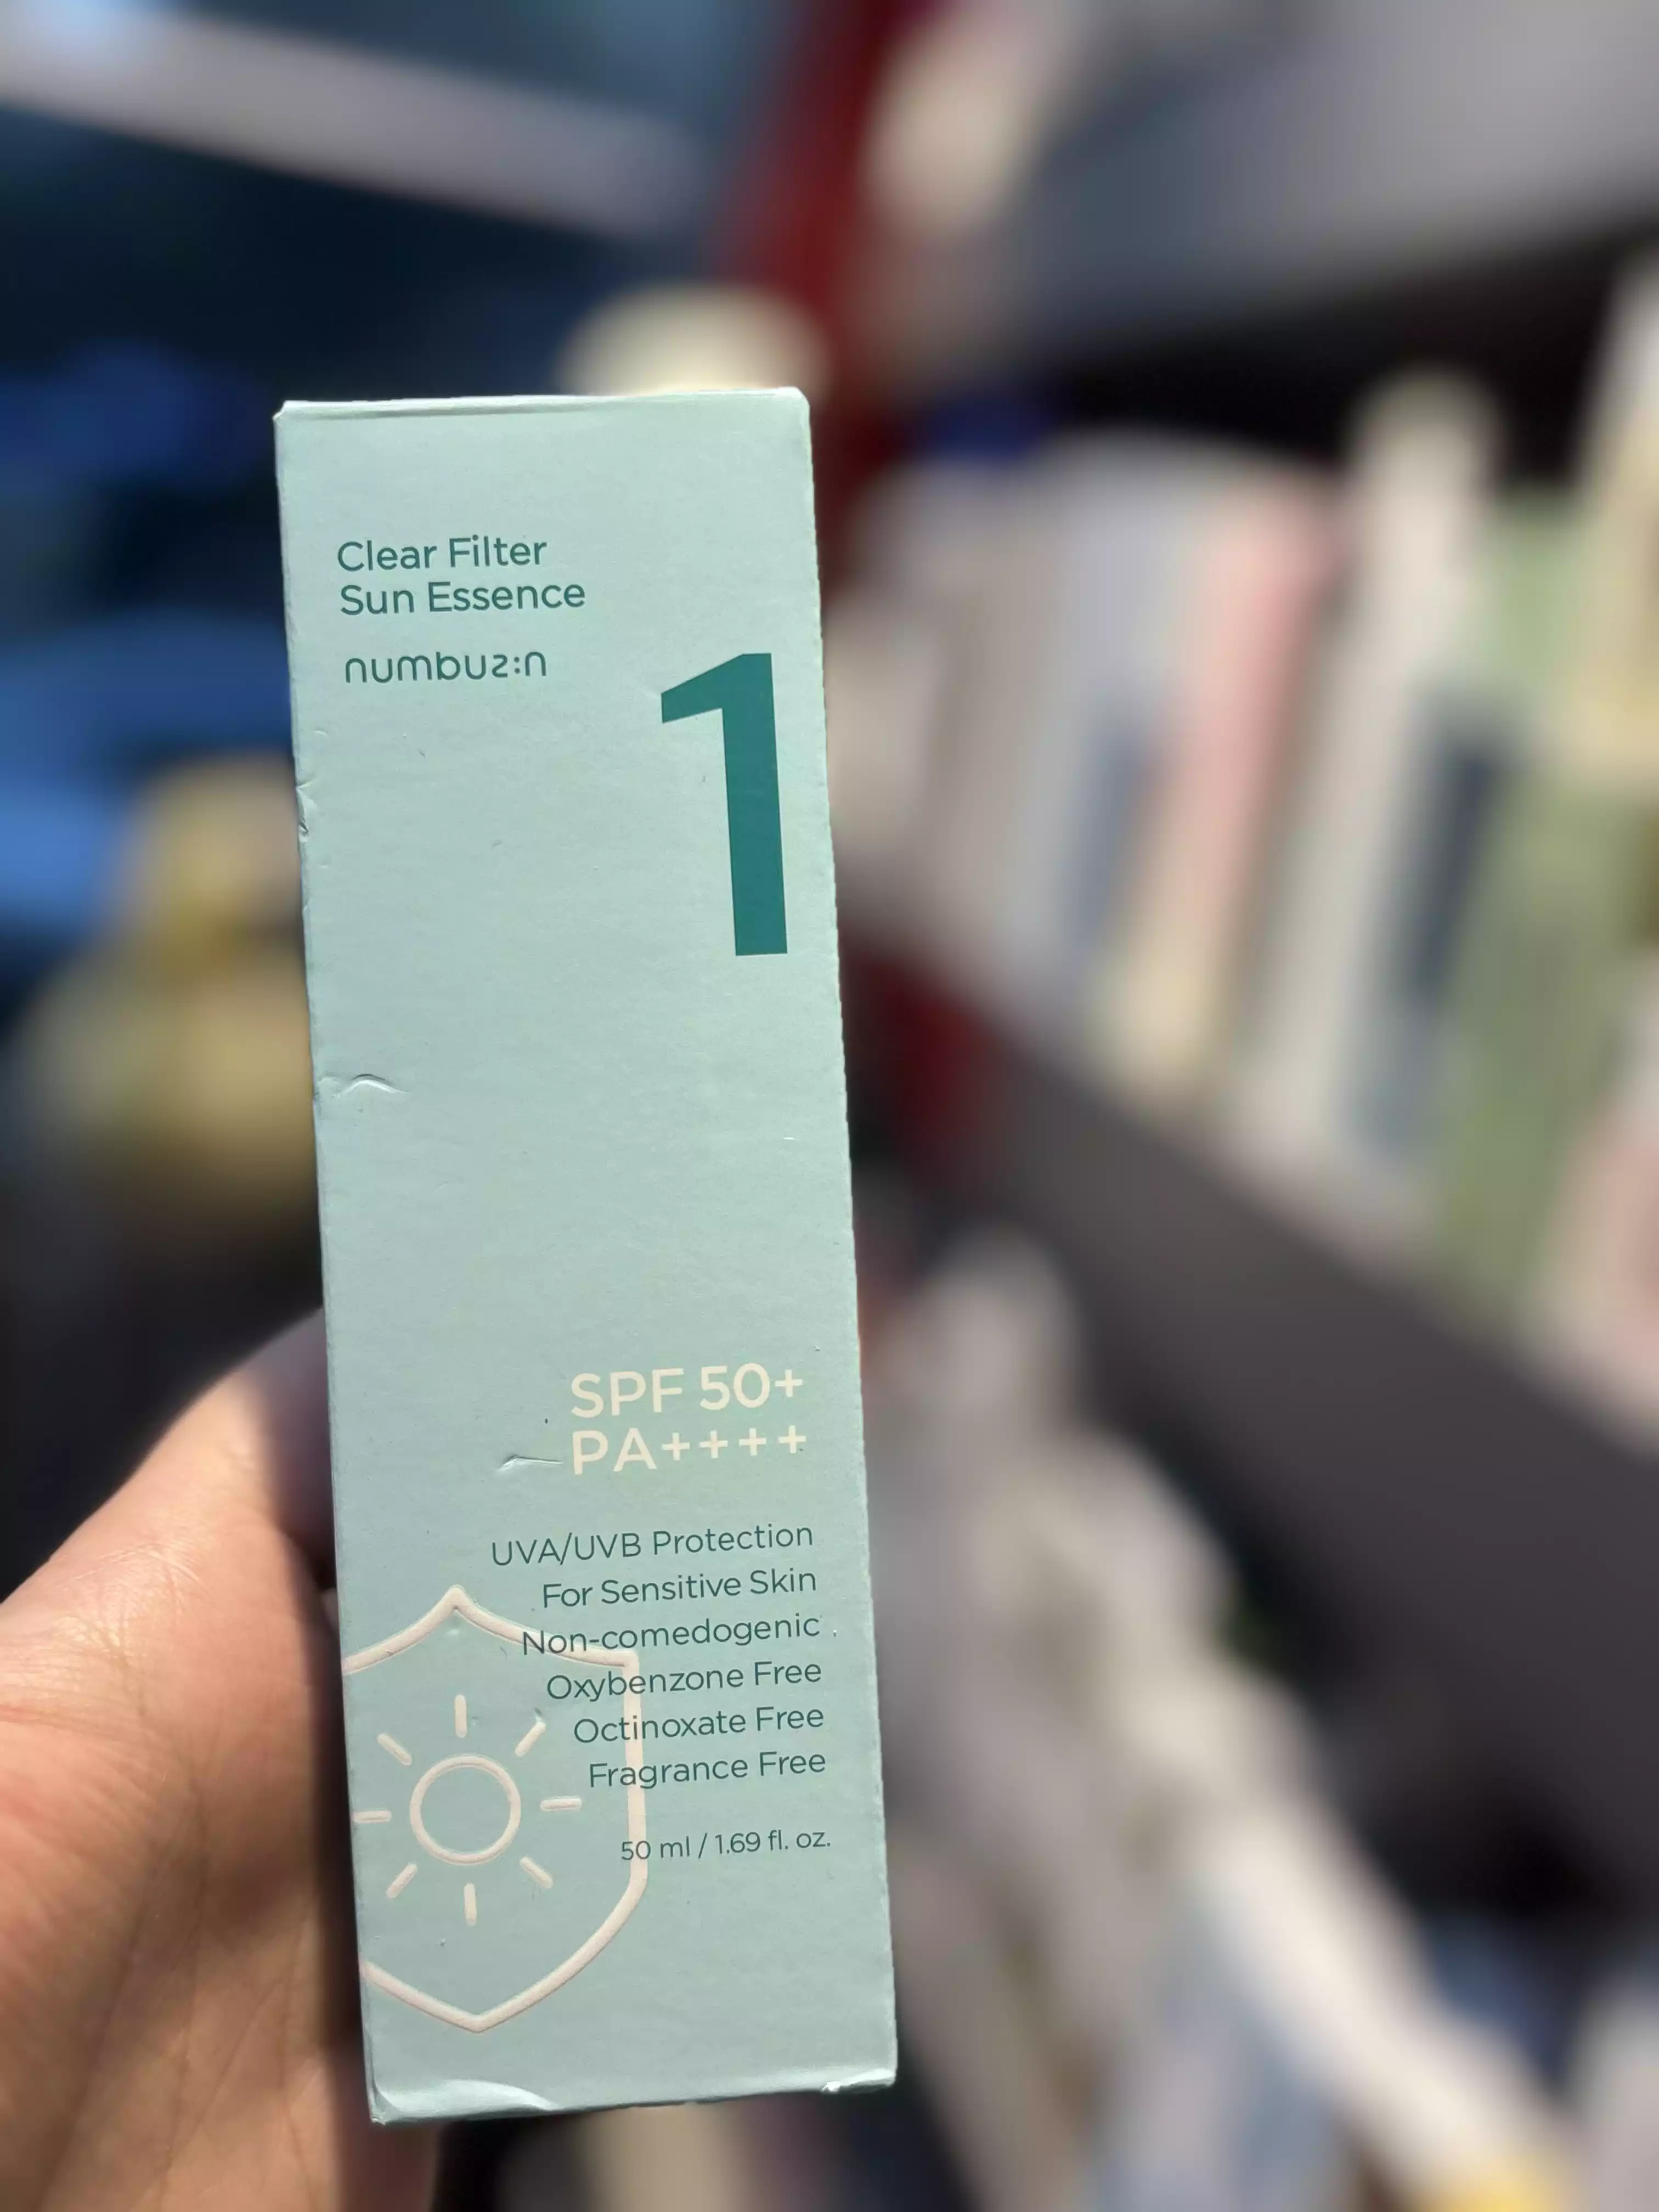 Clear Filter
Sun Essence
numbuz:n
1
SPF 50+
PA++++
UVA/UVB Protection
For Sensitive Skin
Non-comedogenic
Oxybenzone Free
Octinoxate Free
Fragrance Free
50 ml / 1.69 fl. oz.